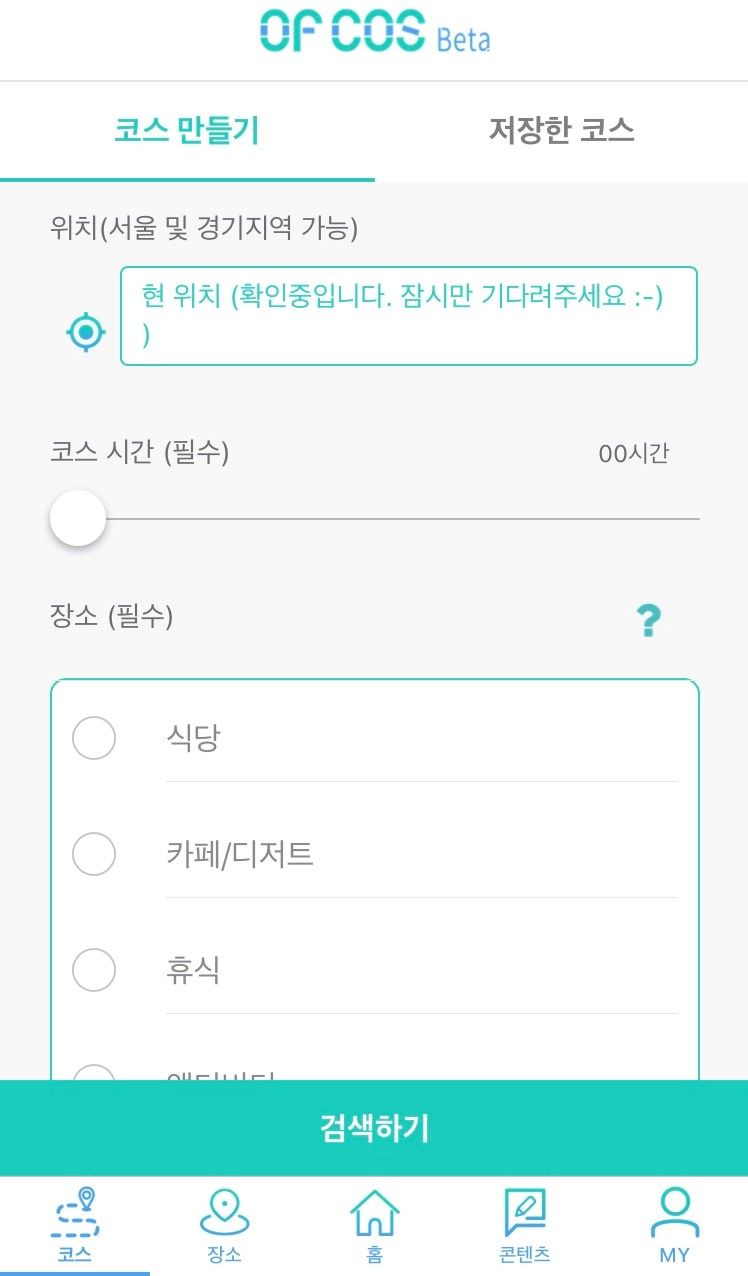 OF COS Beta
코스 만들기
저장한 코스
위치(서울 및 경기지역 가능)
현 위치 (확인중입니다. 잠시만 기다려주세요 :-)
)
코스 시간 (필수)
00시간
장소 (필수)
?
식당
카페/디저트
휴식
검색하기
코스
장소
홈
콘텐츠
MY